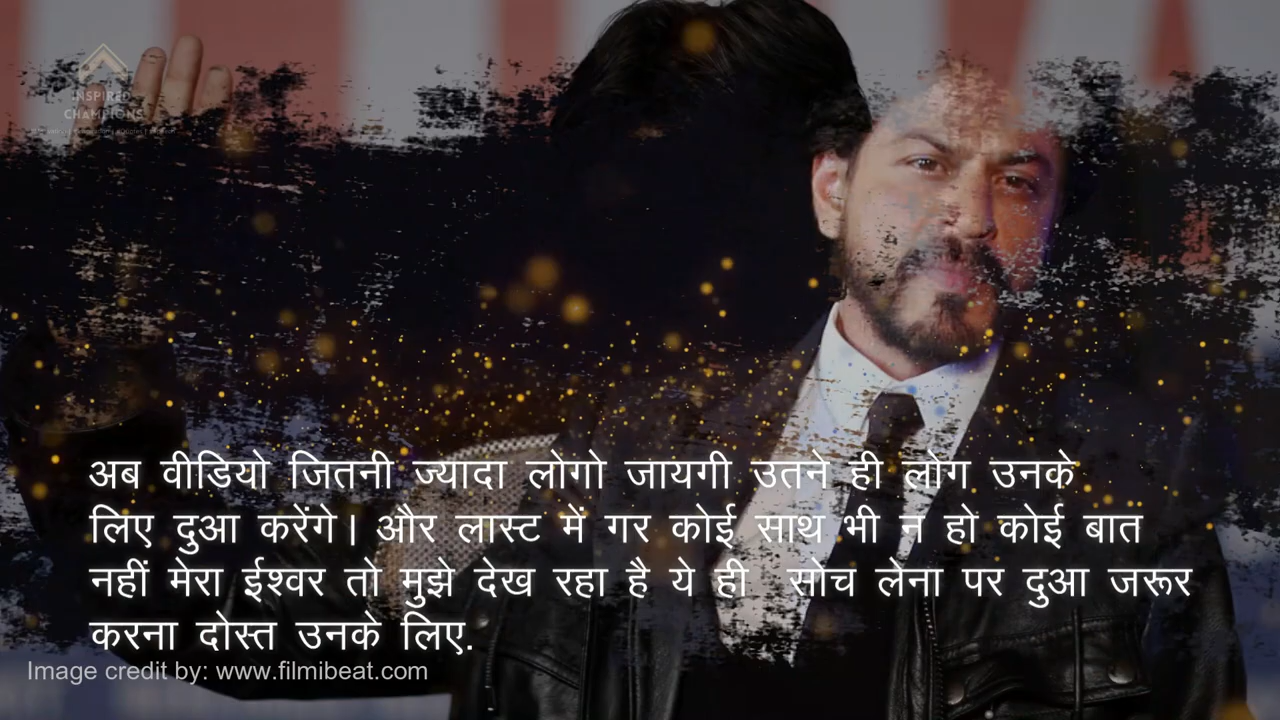 INSPIRED
CHAMPIONS
अब वीडियो जितनी ज्यादा लोगो जायगी उतने ही लोग उनके
लिए दुआ करेंगे। और लास्ट में गर कोई साथ भी न हो कोई बात
नहीं मेरा ईश्वर तो मुझे देख रहा है ये ही सोच लेना पर दुआ जरूर
करना दोस्त उनके लिए.
Image credit by: www.filmibeat.com